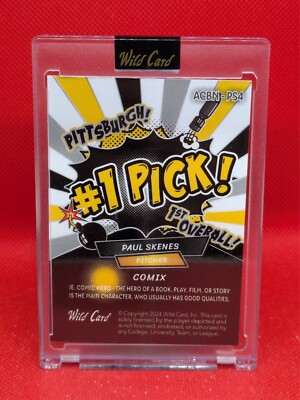 Wild Card
ACBN-PS4
PITTSBURGH!
#1 PICK!
1ST OVERALL!
PAUL SKENES
PITCHER
COMIX
IE. COMIC HERO - THE HERO OF A BOOK, PLAY, FILM, OR STORY
IS THE MAIN CHARACTER, WHO USUALLY HAS GOOD QUALITIES.
Wild Card
© Copyright 2024 Wild Card, Inc. This card is
solely licensed by the player depicted and
is not licensed, endorsed, or authorized by
any College, University, Team, or League.